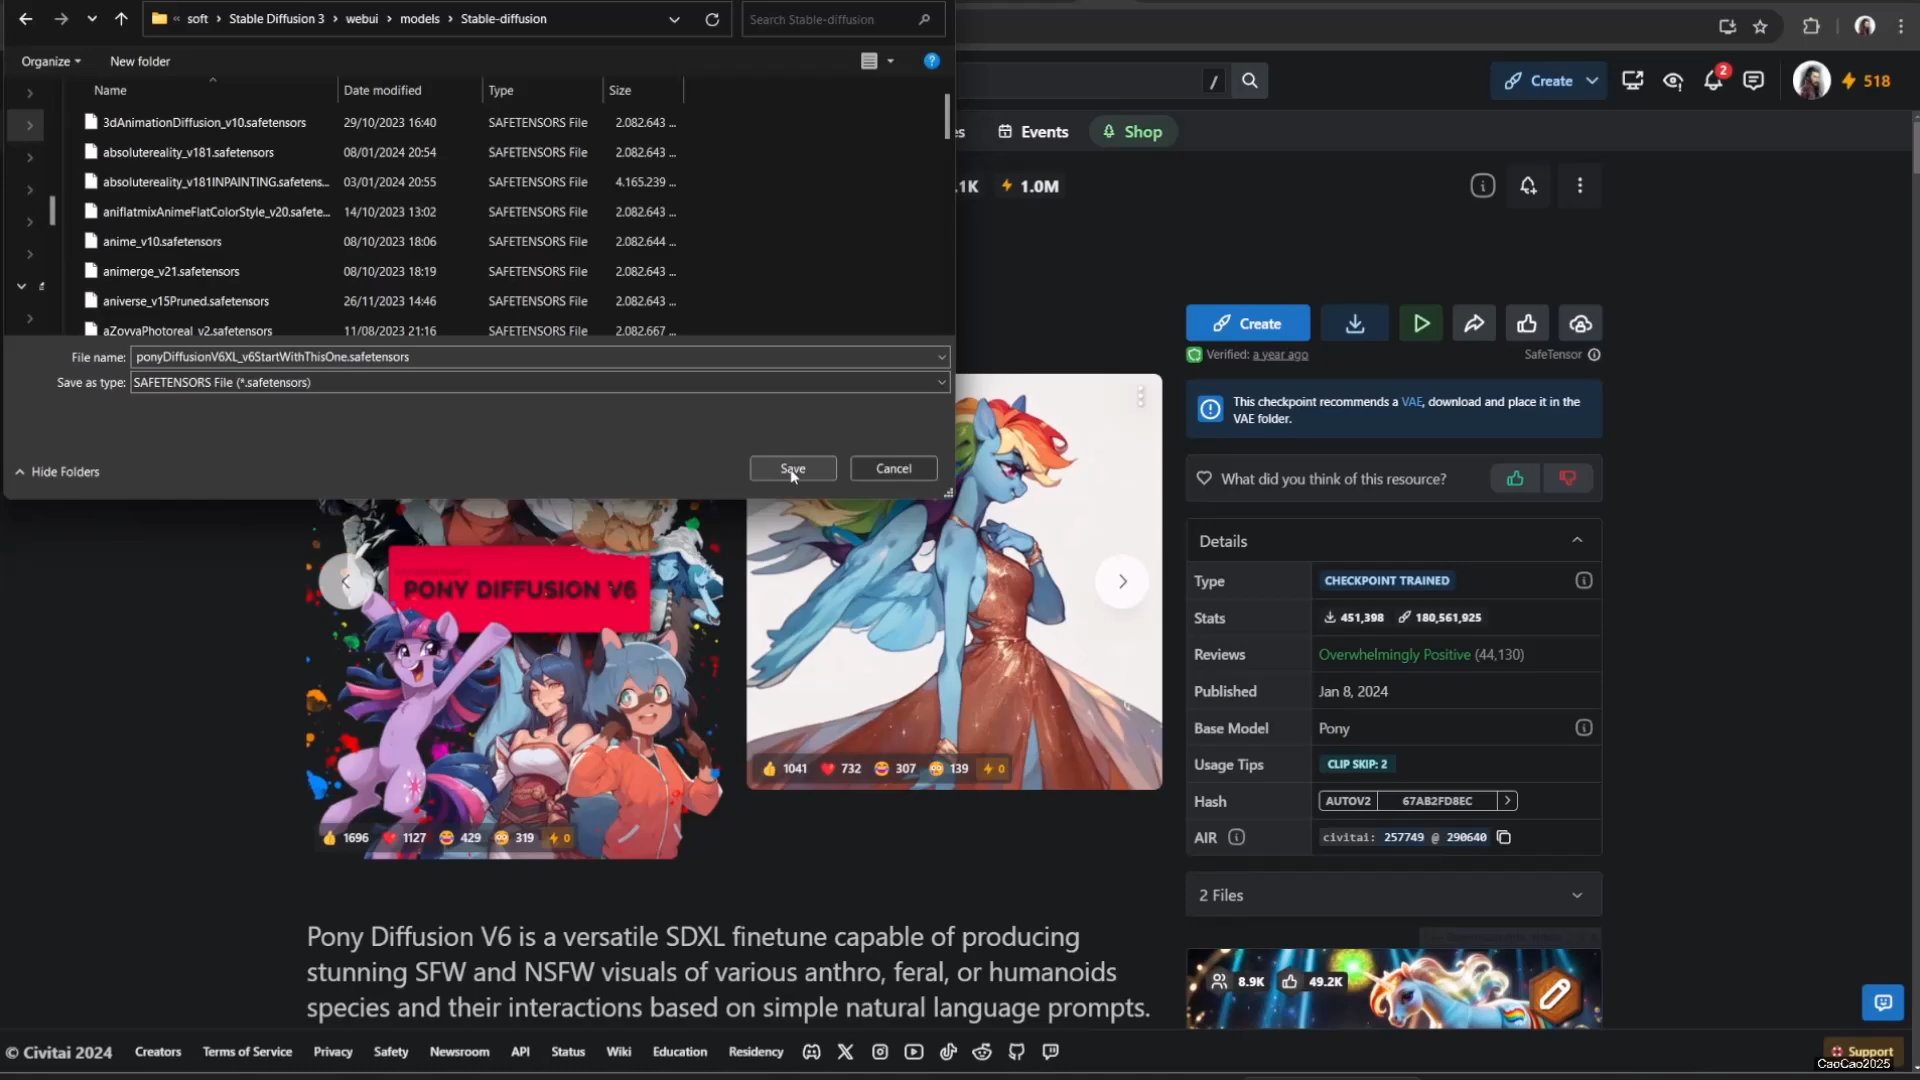 soft › Stable Diffusion 3 › webui › models › Stable-diffusion
Search Stable-diffusion
Organize
New folder
Name
Date modified
Type
Size
3dAnimationDiffusion_v10.safetensors 29/10/2023 16:40 SAFETENSORS File 2.082.643 ...
absolutereality_v181.safetensors 08/01/2024 20:54 SAFETENSORS File 2.082.643 ...
absolutereality_v181INPAINTING.safetens... 03/01/2024 20:55 SAFETENSORS File 4.165.239 ...
aniflatmixAnimeFlatColorStyle_v20.safete... 14/10/2023 13:02 SAFETENSORS File 2.082.643 ...
anime_v10.safetensors 08/10/2023 18:06 SAFETENSORS File 2.082.644 ...
animerge_v21.safetensors 08/10/2023 18:19 SAFETENSORS File 2.082.643 ...
aniverse_v15Pruned.safetensors 26/11/2023 14:46 SAFETENSORS File 2.082.643 ...
aZovyaPhotoreal_v2.safetensors 11/08/2023 21:16 SAFETENSORS File 2.082.667 ...
File name: ponyDiffusionV6XL_v6StartWithThisOne.safetensors
Save as type: SAFETENSORS File (*.safetensors)
Hide Folders
Save
Cancel
/
Create
2
518
es
Events
Shop
.1K
1.0M
Create
Verified: a year ago
SafeTensor
This checkpoint recommends a VAE, download and place it in the
VAE folder.
What did you think of this resource?
Details
Type CHECKPOINT TRAINED
Stats 451,398 180,561,925
Reviews Overwhelmingly Positive (44,130)
Published Jan 8, 2024
Base Model Pony
Usage Tips CLIP SKIP: 2
Hash AUTOV2 67AB2FD8EC
AIR civitai: 257749 @ 290640
2 Files
8.9K 49.2K
PONY DIFFUSION V6
1696 1127 429 319 0
1041 732 307 139 0
Pony Diffusion V6 is a versatile SDXL finetune capable of producing
stunning SFW and NSFW visuals of various anthro, feral, or humanoids
species and their interactions based on simple natural language prompts.
© Civitai 2024
Creators
Terms of Service
Privacy
Safety
Newsroom
API
Status
Wiki
Education
Residency
Support
CaoCao2025